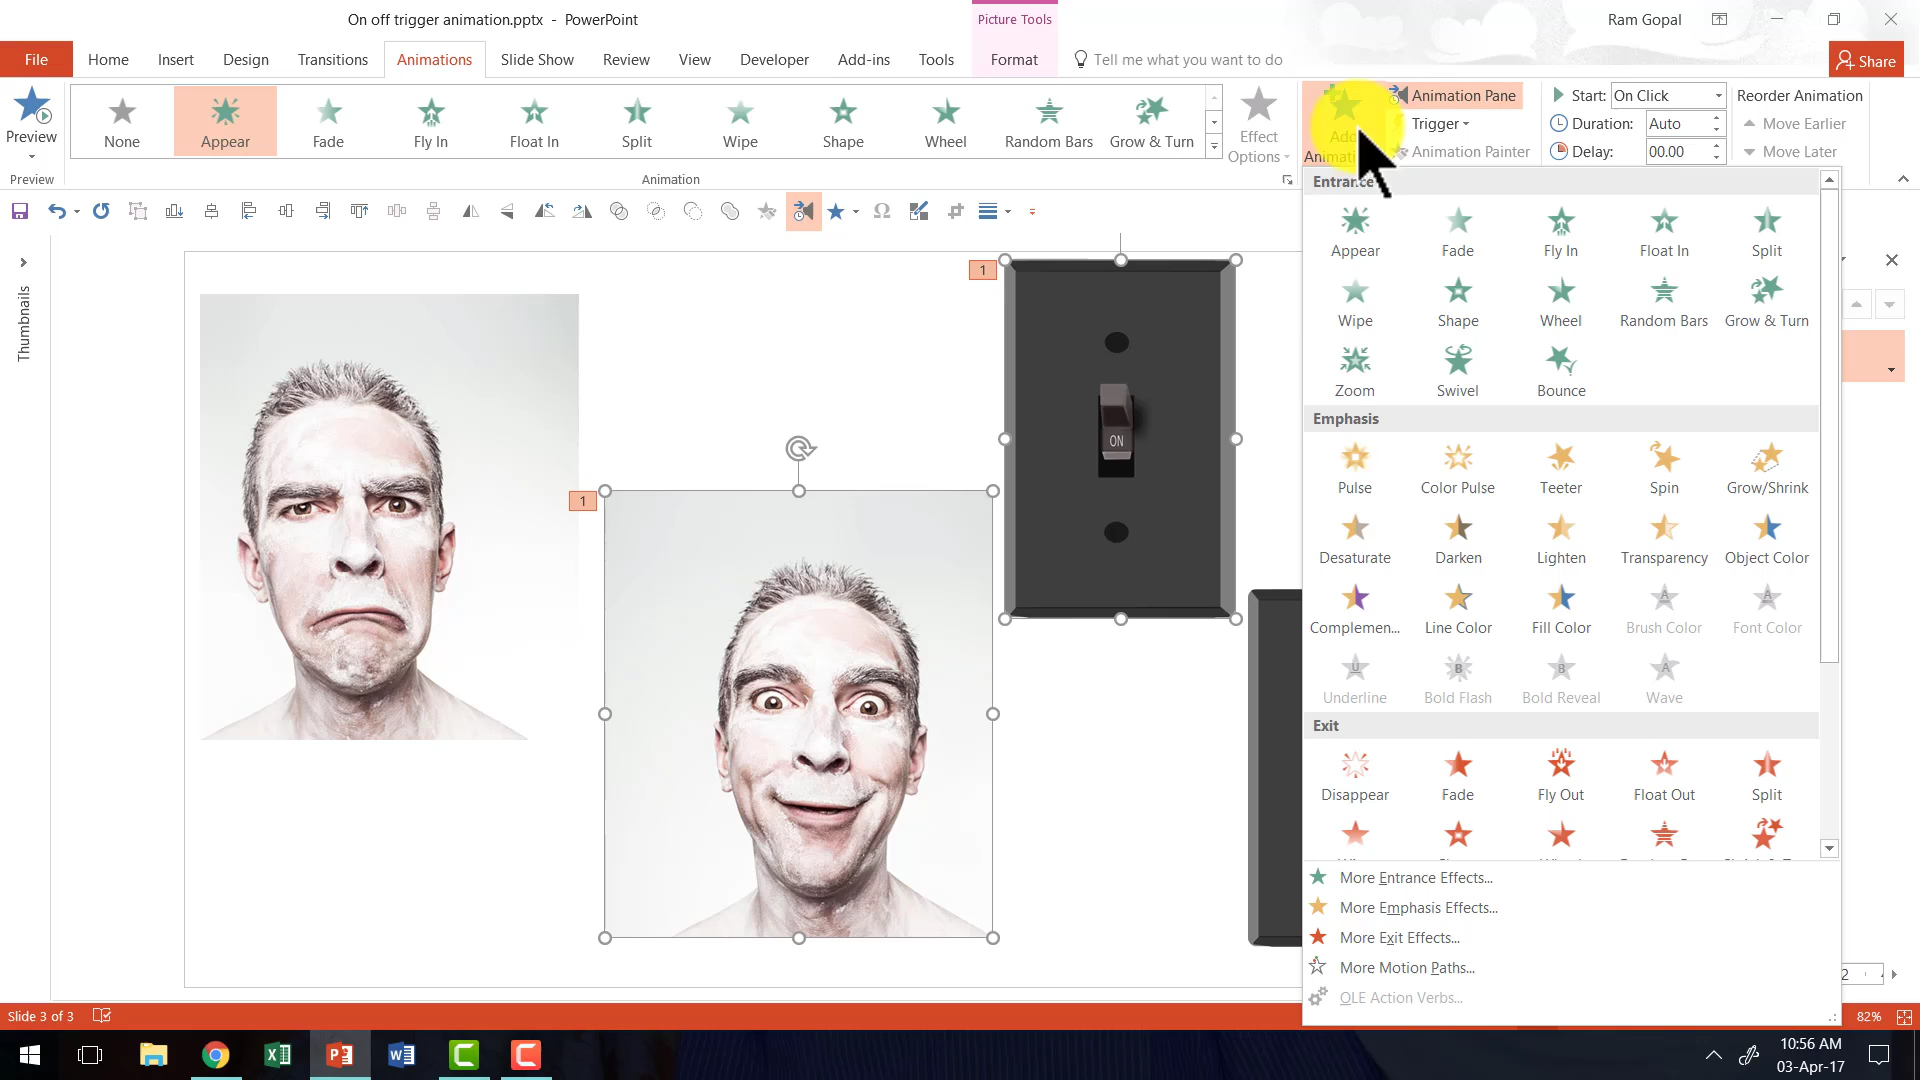 On off trigger animation.pptx - PowerPoint
Picture Tools
Ram Gopal
File
Home
Insert
Design
Transitions
Animations
Slide Show
Review
View
Developer
Add-ins
Tools
Format
Tell me what you want to do
Share
Preview
None
Appear
Fade
Fly In
Float In
Split
Wipe
Shape
Wheel
Random Bars
Grow & Turn
Effect
Options
Add
Animation Pane
Trigger
Animation Painter
Start: On Click
Duration: Auto
Delay: 00.00
Reorder Animation
Move Earlier
Move Later
Preview
Animation
Entrance
Appear Fade Fly In Float In Split
Wipe Shape Wheel Random Bars Grow & Turn
Zoom Swivel Bounce
Emphasis
Pulse Color Pulse Teeter Spin Grow/Shrink
Desaturate Darken Lighten Transparency Object Color
Complemen... Line Color Fill Color Brush Color Font Color
Underline Bold Flash Bold Reveal Wave
Exit
Disappear Fade Fly Out Float Out Split
More Entrance Effects...
More Emphasis Effects...
More Exit Effects...
More Motion Paths...
OLE Action Verbs...
Thumbnails
1
1
ON
2
Slide 3 of 3
82%
10:56 AM
03-Apr-17